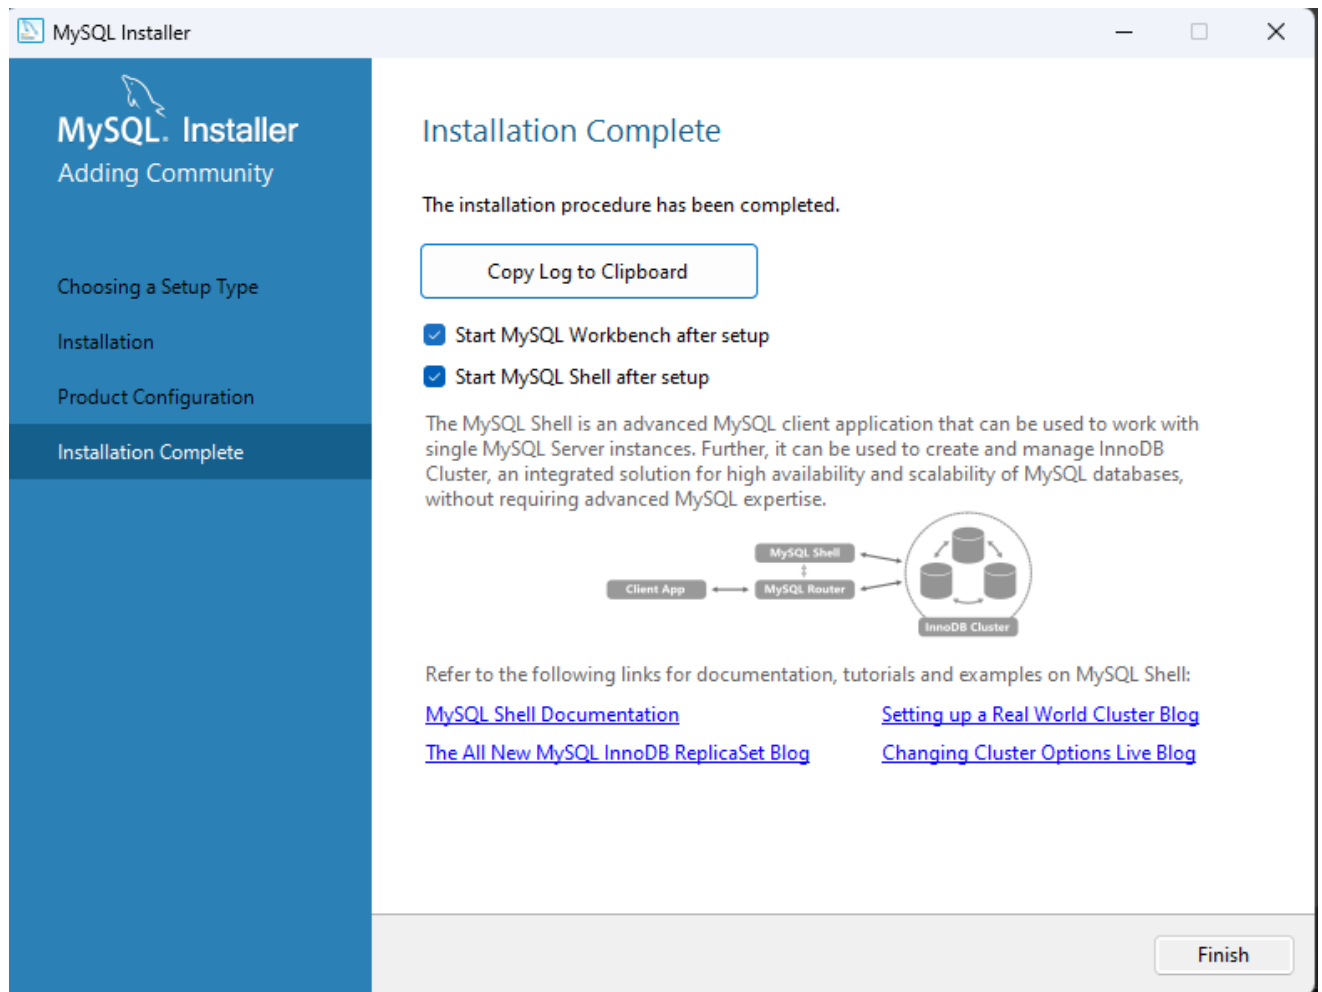 MySQL Installer
MySQL. Installer
Adding Community
Choosing a Setup Type
Installation
Product Configuration
Installation Complete
Installation Complete
The installation procedure has been completed.
Copy Log to Clipboard
Start MySQL Workbench after setup
Start MySQL Shell after setup
The MySQL Shell is an advanced MySQL client application that can be used to work with
single MySQL Server instances. Further, it can be used to create and manage InnoDB
Cluster, an integrated solution for high availability and scalability of MySQL databases,
without requiring advanced MySQL expertise.
MySQL Shell
Client App
MySQL Router
InnoDB Cluster
Refer to the following links for documentation, tutorials and examples on MySQL Shell:
MySQL Shell Documentation
Setting up a Real World Cluster Blog
The All New MySQL InnoDB ReplicaSet Blog
Changing Cluster Options Live Blog
Finish